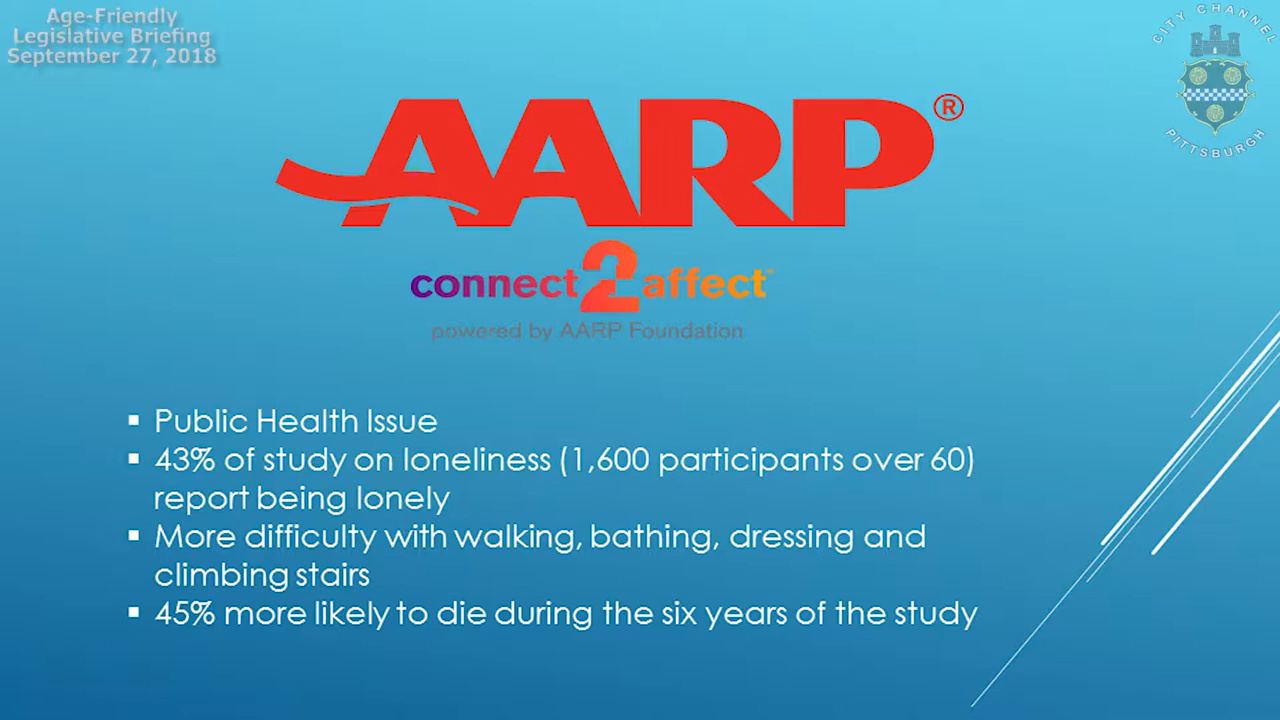 Age-Friendly
Legislative Briefing
September 27, 2018
CITY CHANNEL
PITTSBURGH
AARP®
connect2affect™
powered by AARP Foundation
▪ Public Health Issue
▪ 43% of study on loneliness (1,600 participants over 60)
report being lonely
▪ More difficulty with walking, bathing, dressing and
climbing stairs
▪ 45% more likely to die during the six years of the study